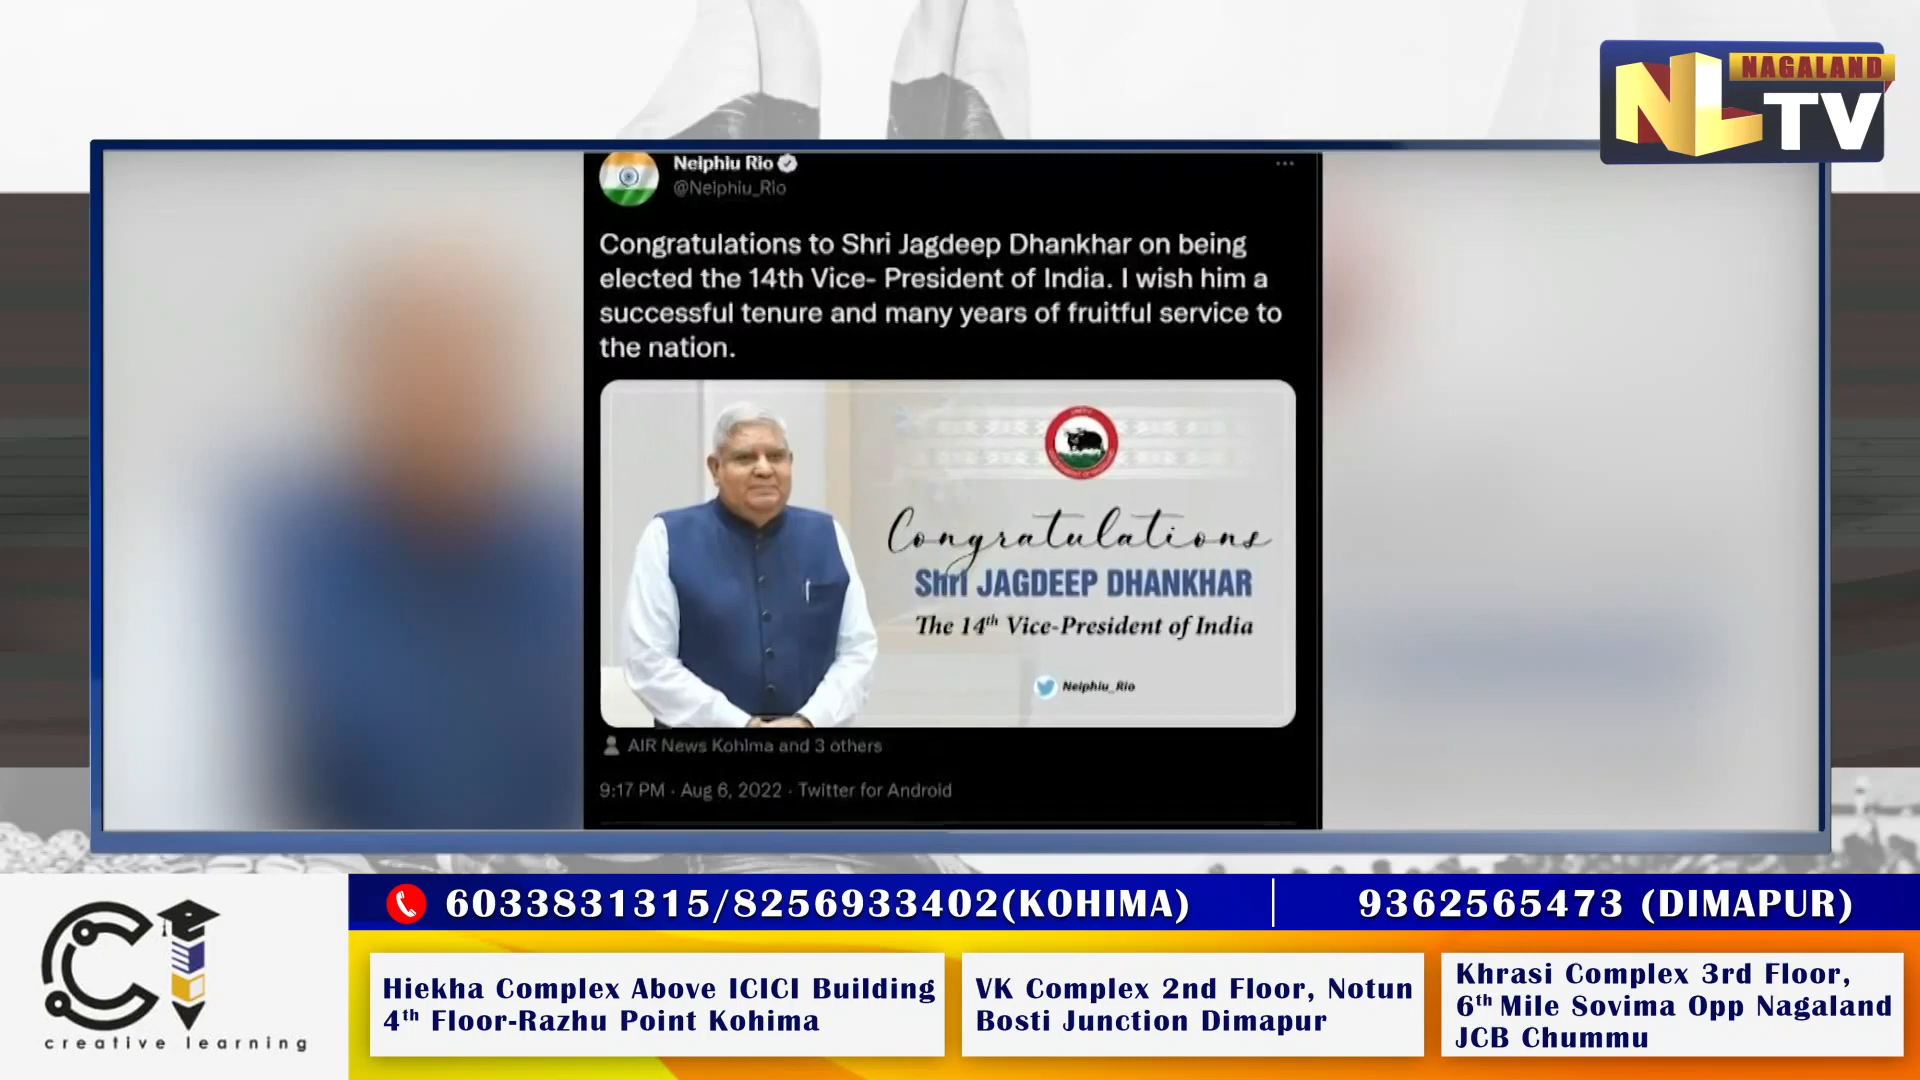 NAGALAND
NL TV
Neiphiu Rio
@Neiphiu_Rio
Congratulations to Shri Jagdeep Dhankhar on being
elected the 14th Vice- President of India. I wish him a
successful tenure and many years of fruitful service to
the nation.
Congratulations
Shri JAGDEEP DHANKHAR
The 14th Vice-President of India
Neiphiu_Rio
AIR News Kohima and 3 others
9:17 PM · Aug 6, 2022 · Twitter for Android
6033831315/8256933402(KOHIMA)
9362565473 (DIMAPUR)
creative learning
Hiekha Complex Above ICICI Building
4th Floor-Razhu Point Kohima
VK Complex 2nd Floor, Notun
Bosti Junction Dimapur
Khrasi Complex 3rd Floor,
6th Mile Sovima Opp Nagaland
JCB Chummu